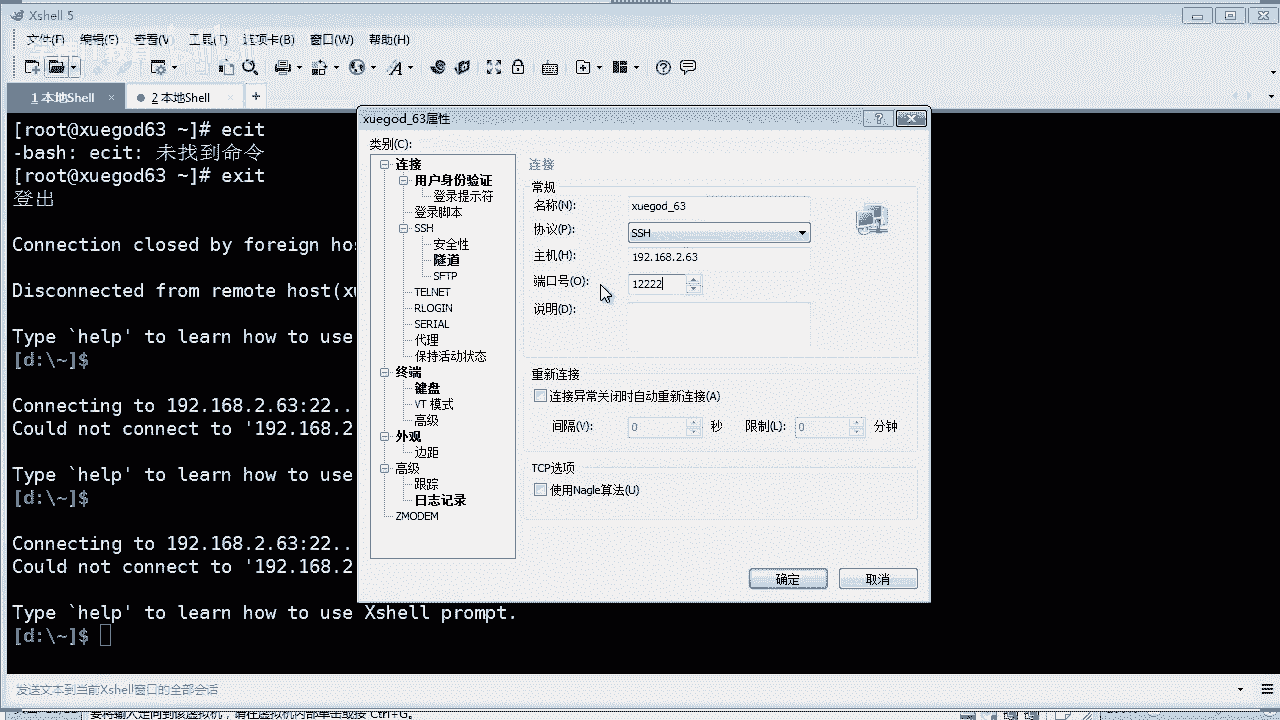 Xshell 5
文件(F) 编辑(E) 查看(V) 工具(T) 选项卡(B) 窗口(W) 帮助(H)
1 本地Shell × 2 本地Shell × +
[root@xuegod63 ~]# ecit
-bash: ecit: 未找到命令
[root@xuegod63 ~]# exit
登出
Connection closed by foreign hos
Disconnected from remote host(xu
Type `help' to learn how to use
[d:\~]$
Connecting to 192.168.2.63:22..
Could not connect to '192.168.2
Type `help' to learn how to use
[d:\~]$
Connecting to 192.168.2.63:22..
Could not connect to '192.168.2
Type `help' to learn how to use Xshell prompt.
[d:\~]$
xuegod_63属性
类别(C):
连接
用户身份验证
登录提示符
登录脚本
SSH
安全性
隧道
SFTP
TELNET
RLOGIN
SERIAL
代理
保持活动状态
终端
键盘
VT 模式
高级
外观
边距
高级
跟踪
日志记录
ZMODEM
连接
常规
名称(N): xuegod_63
协议(P): SSH
主机(H): 192.168.2.63
端口号(O): 12222
说明(D):
重新连接
连接异常关闭时自动重新连接(A)
间隔(V): 0 秒 限制(L): 0 分钟
TCP选项
使用Nagle算法(U)
确定 取消
发送文本到当前Xshell窗口的全部会话